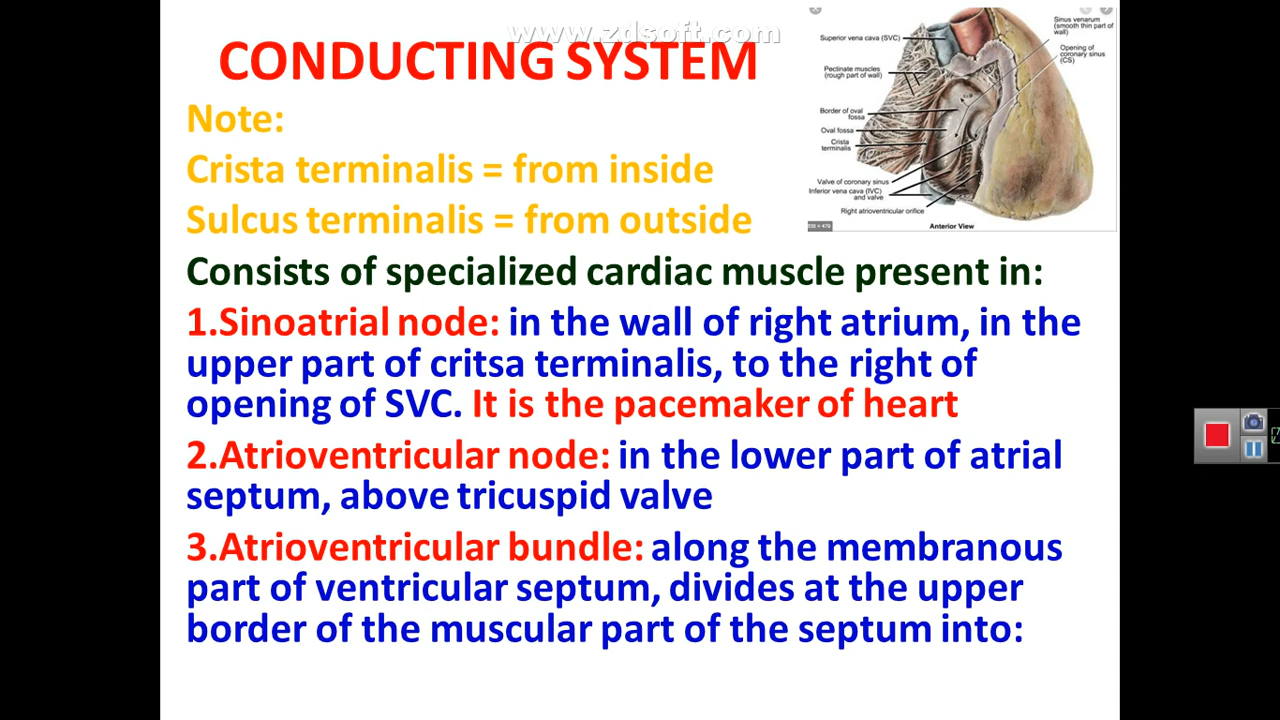 www.zdsoft.com
CONDUCTING SYSTEM
Note:
Crista terminalis = from inside
Sulcus terminalis = from outside
Consists of specialized cardiac muscle present in:
1.Sinoatrial node: in the wall of right atrium, in the
upper part of critsa terminalis, to the right of
opening of SVC. It is the pacemaker of heart
2.Atrioventricular node: in the lower part of atrial
septum, above tricuspid valve
3.Atrioventricular bundle: along the membranous
part of ventricular septum, divides at the upper
border of the muscular part of the septum into:
Superior vena cava (SVC)
Pectinate muscles
(rough part of wall)
Border of oval
fossa
Oval fossa
Crista
terminalis
Valve of coronary sinus
Inferior vena cava (IVC)
and valve
Right atrioventricular orifice
Sinus venarum
(smooth thin part of
wall)
Opening of
coronary sinus
(CS)
Anterior View